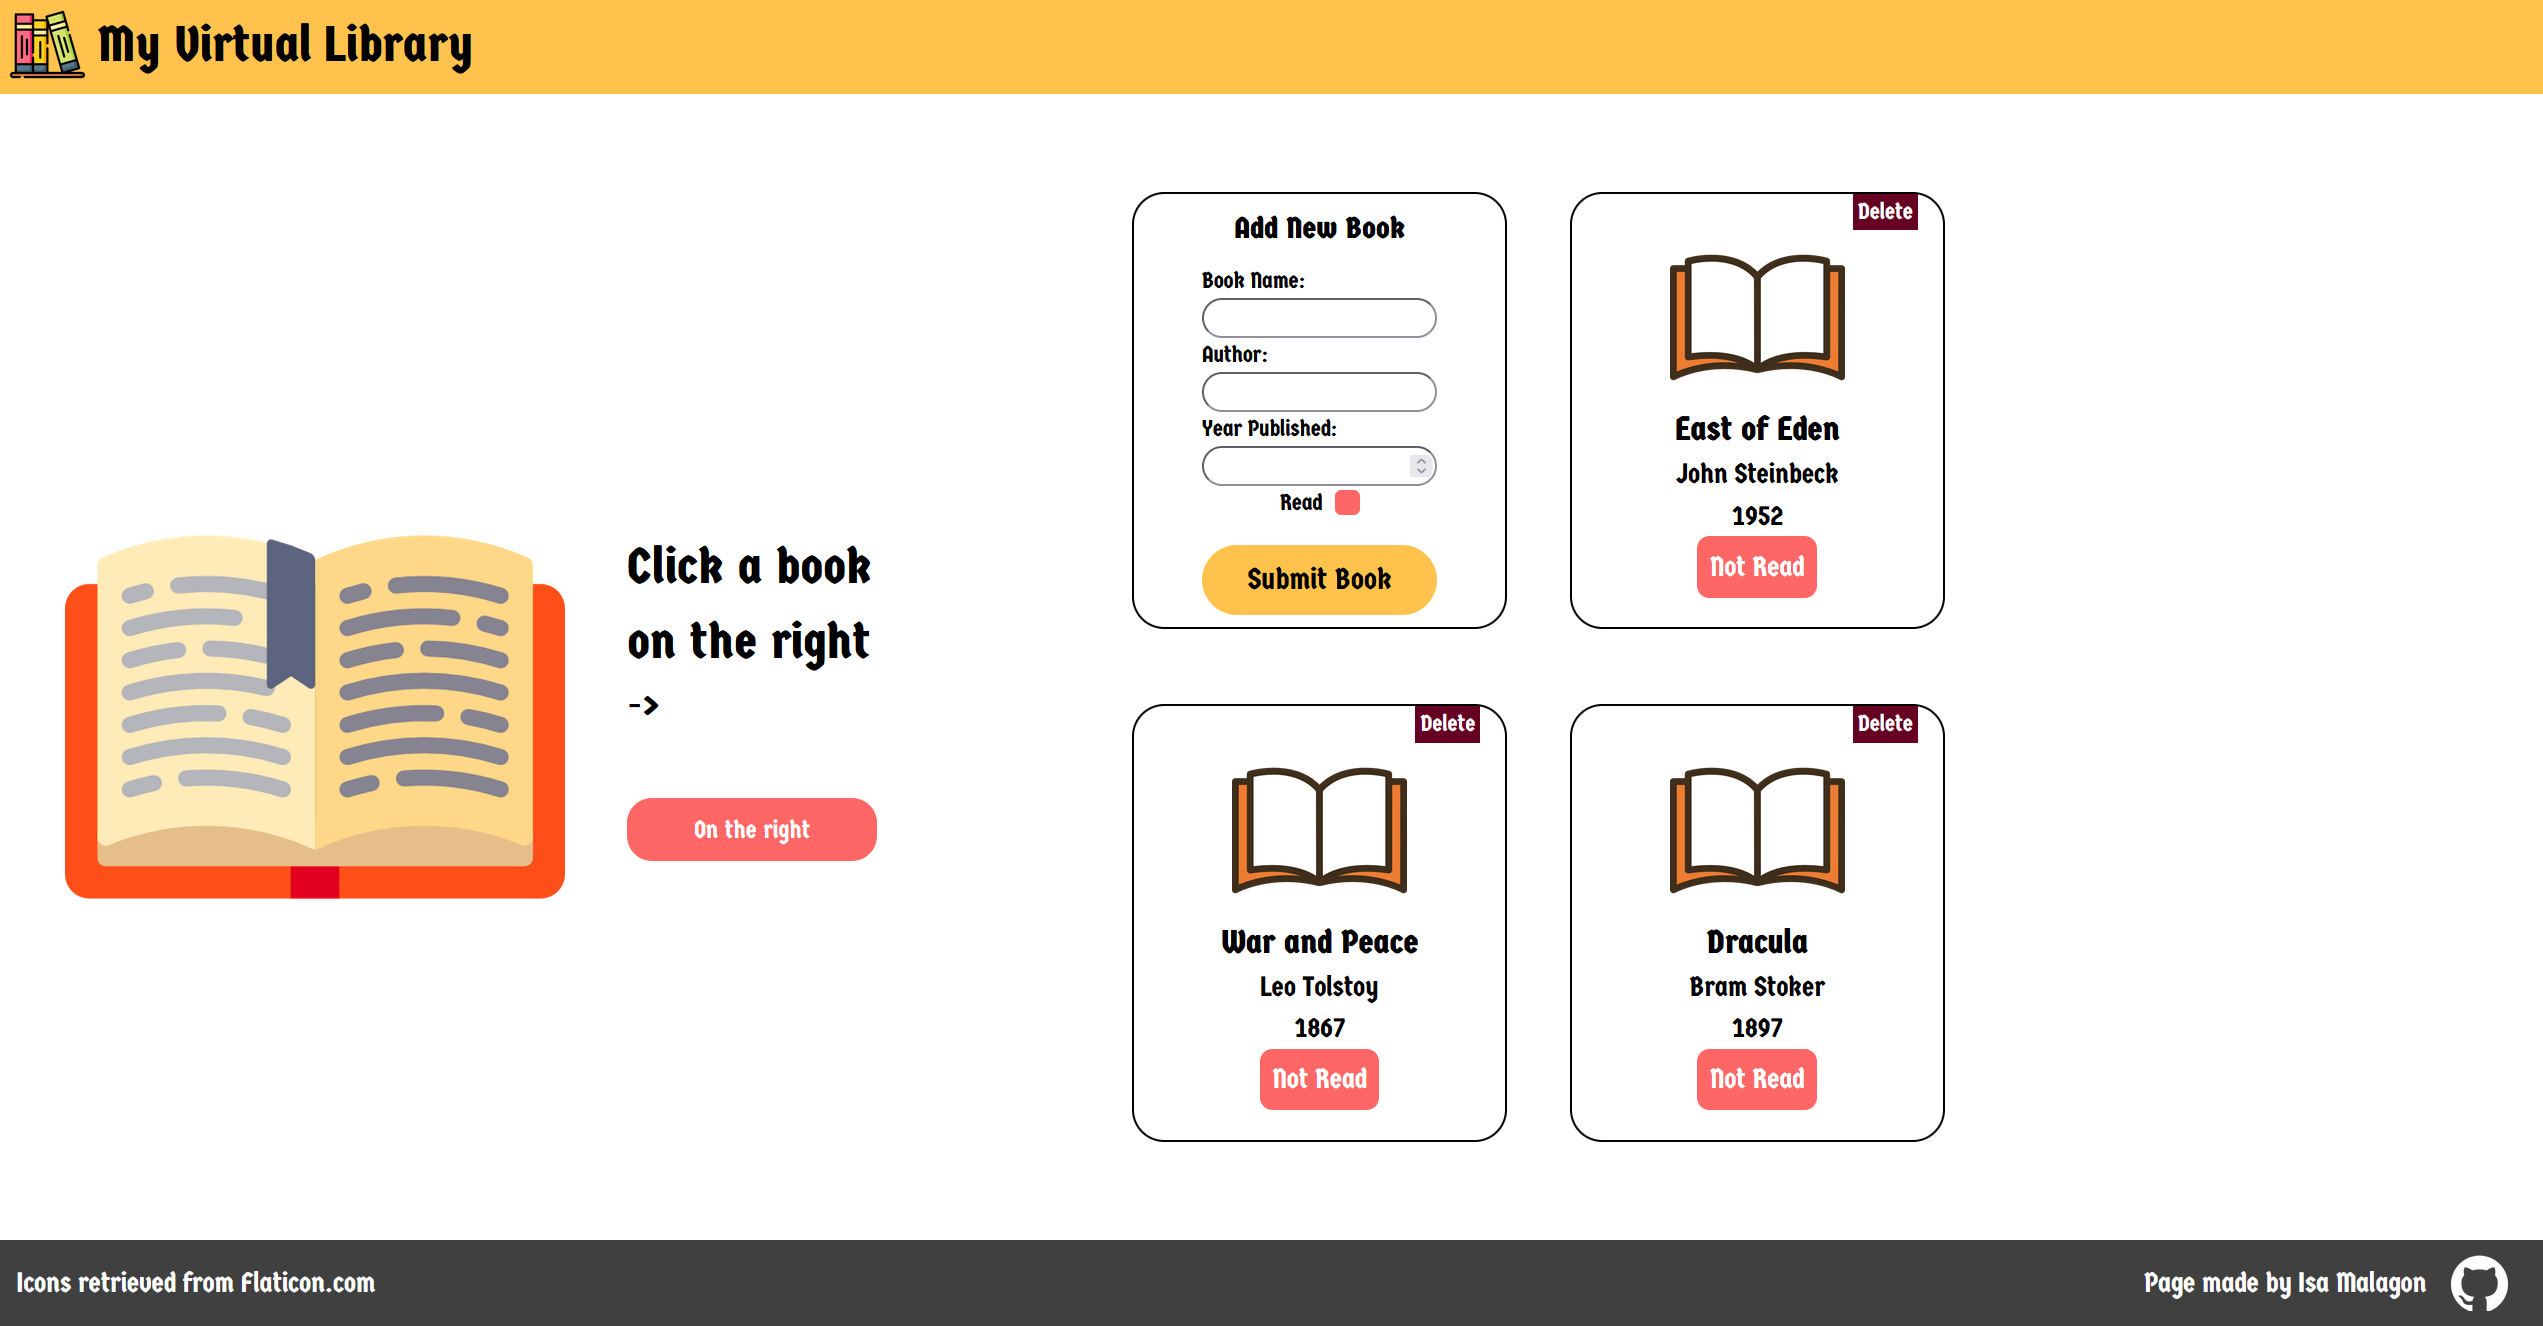 My Virtual Library
Click a book
on the right
->
On the right
Add New Book
Book Name:
Author:
Year Published:
Read
Submit Book
Delete
East of Eden
John Steinbeck
1952
Not Read
Delete
War and Peace
Leo Tolstoy
1867
Not Read
Delete
Dracula
Bram Stoker
1897
Not Read
Icons retrieved from Flaticon.com
Page made by Isa Malagon